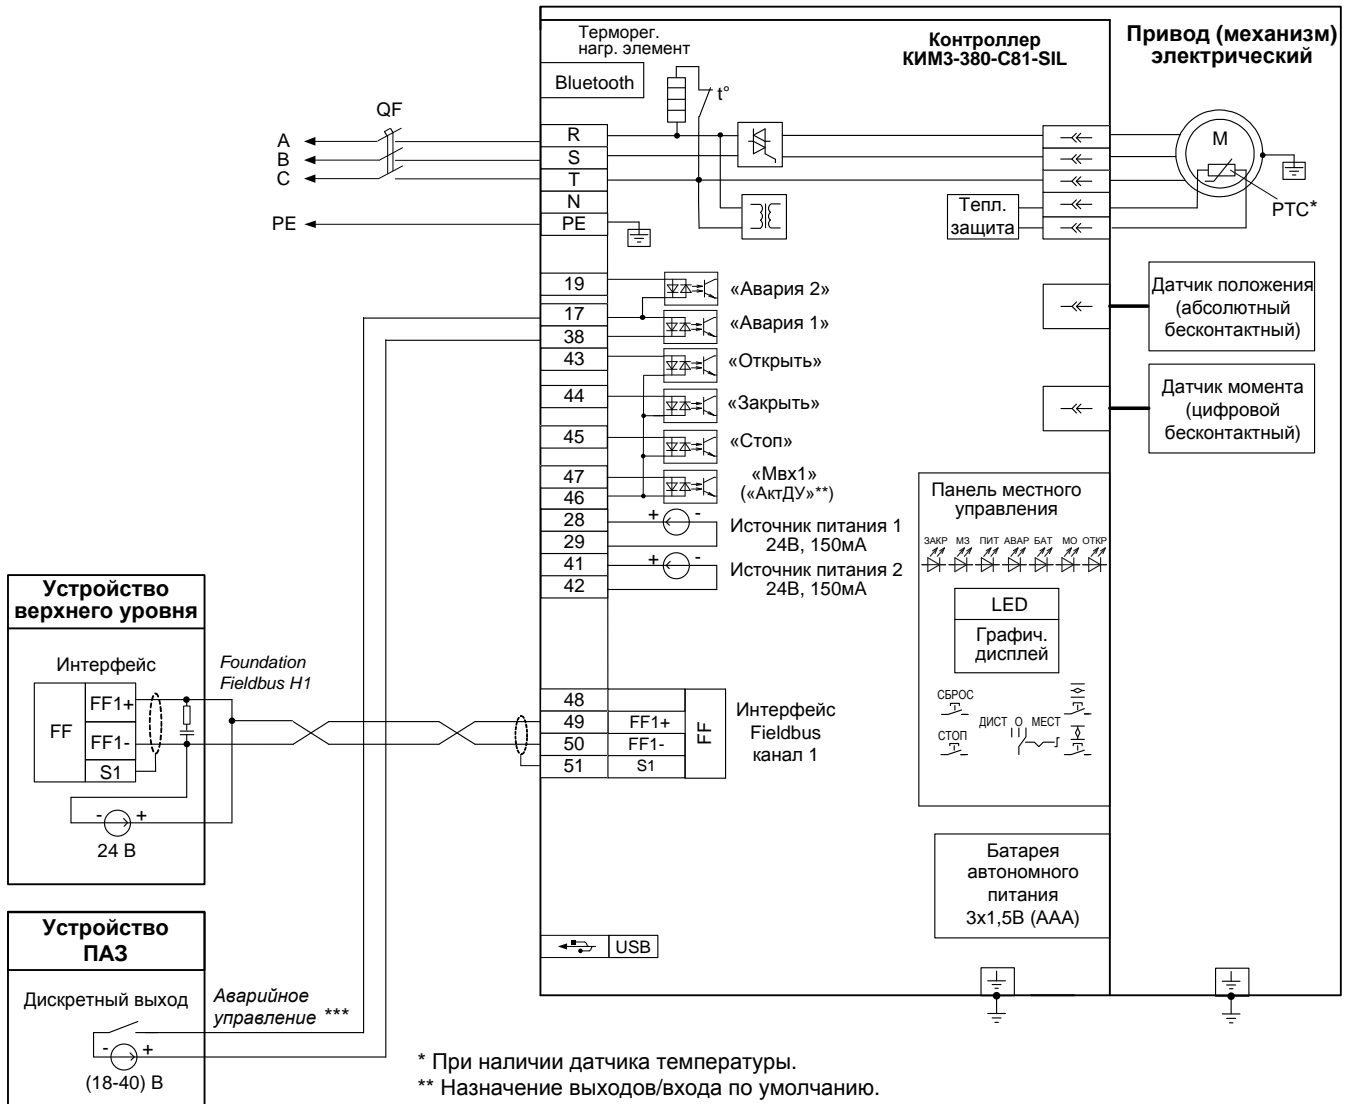 Терморег.
нагр. элемент
Контроллер
КИМ3-380-C81-SIL
Привод (механизм)
электрический
Bluetooth
t°
QF
A
B
C
PE
R
S
T
N
PE
M
PTC*
Тепл.
защита
19
17
38
43
44
45
47
46
28
29
41
42
«Авария 2»
«Авария 1»
«Открыть»
«Закрыть»
«Стоп»
«Мвх1»
(«АктДУ»**)
+ -
Источник питания 1
24В, 150мА
+ -
Источник питания 2
24В, 150мА
Датчик положения
(абсолютный
бесконтактный)
Датчик момента
(цифровой
бесконтактный)
Панель местного
управления
ЗАКР МЗ ПИТ АВАР БАТ МО ОТКР
LED
Графич.
дисплей
СБРОС
СТОП
ДИСТ О МЕСТ
Устройство
верхнего уровня
Интерфейс
FF
FF1+
FF1-
S1
- +
24 В
Foundation
Fieldbus H1
48
49 FF1+
50 FF1-
51 S1
FF
Интерфейс
Fieldbus
канал 1
Батарея
автономного
питания
3х1,5В (ААА)
USB
Устройство
ПАЗ
Дискретный выход
- +
(18-40) В
Аварийное
управление ***
* При наличии датчика температуры.
** Назначение выходов/входа по умолчанию.